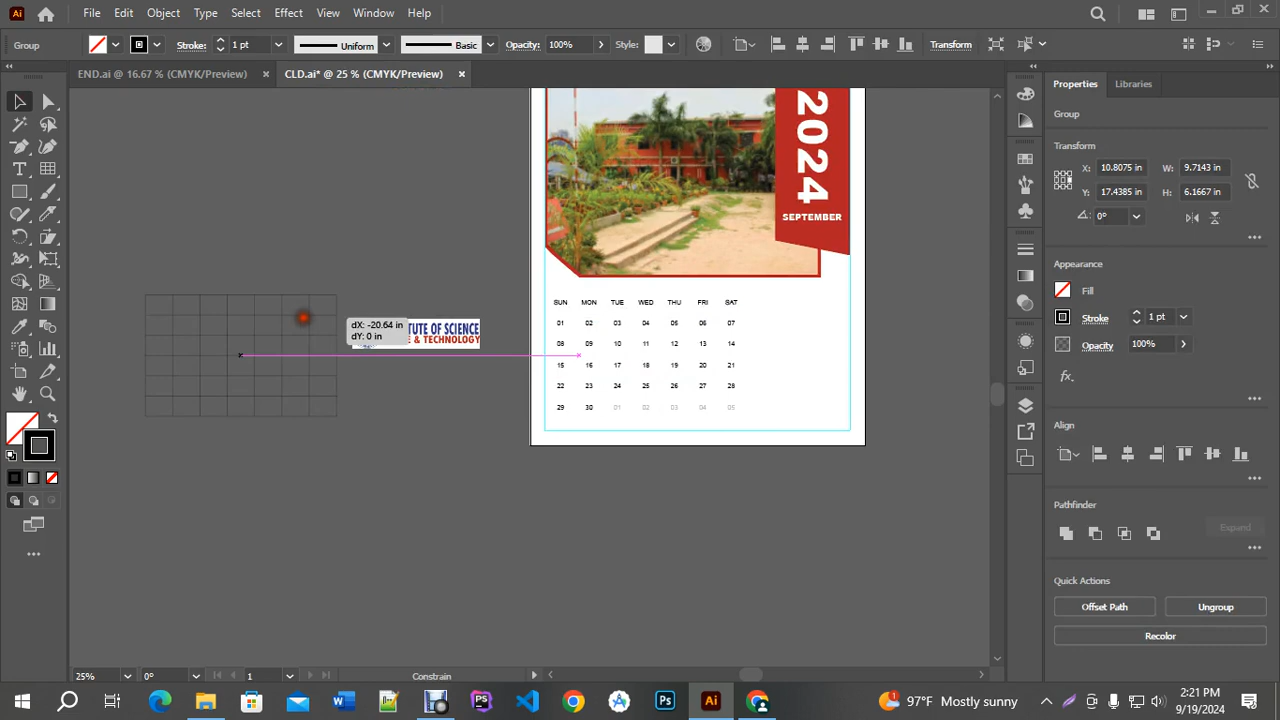 Ai File Edit Object Type Select Effect View Window Help
Group Stroke: 1 pt Uniform Basic Opacity: 100% Style: Transform
END.ai @ 16.67 % (CMYK/Preview) CLD.ai* @ 25 % (CMYK/Preview)
2024
SEPTEMBER
SUN MON TUE WED THU FRI SAT
01 02 03 04 05 06 07
08 09 10 11 12 13 14
15 16 17 18 19 20 21
22 23 24 25 26 27 28
29 30 01 02 03 04 05
dX: -20.64 in
dY: 0 in
TUTE OF SCIENCE
E & TECHNOLOGY
Properties Libraries
Group
Transform
X: 10.8075 in W: 9.7143 in
Y: 17.4385 in H: 6.1667 in
0°
Appearance
Fill
Stroke 1 pt
Opacity 100%
fx
Align
Pathfinder
Expand
Quick Actions
Offset Path Ungroup
Recolor
25% 0° 1 Constrain
PS Ps Ai
1 97°F Mostly sunny
2:21 PM
9/19/2024